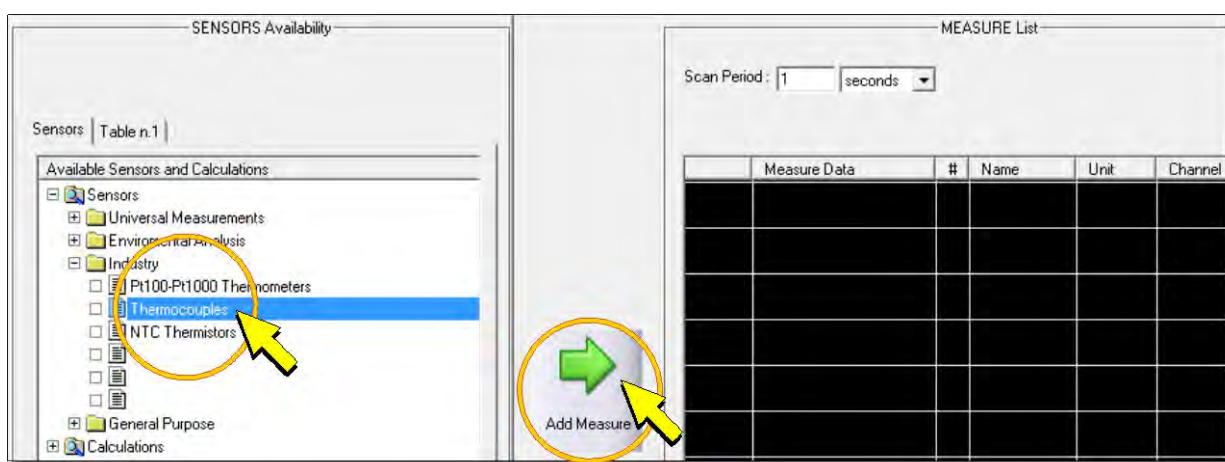 SENSORS Availability
Sensors
Table n.1
Available Sensors and Calculations
Sensors
Universal Measurements
Enviromental Analysis
Industry
Pt100-Pt1000 Thermometers
Thermocouples
NTC Thermistors
General Purpose
Calculations
Add Measure
MEASURE List
Scan Period : 1 seconds
Measure Data # Name Unit Channel